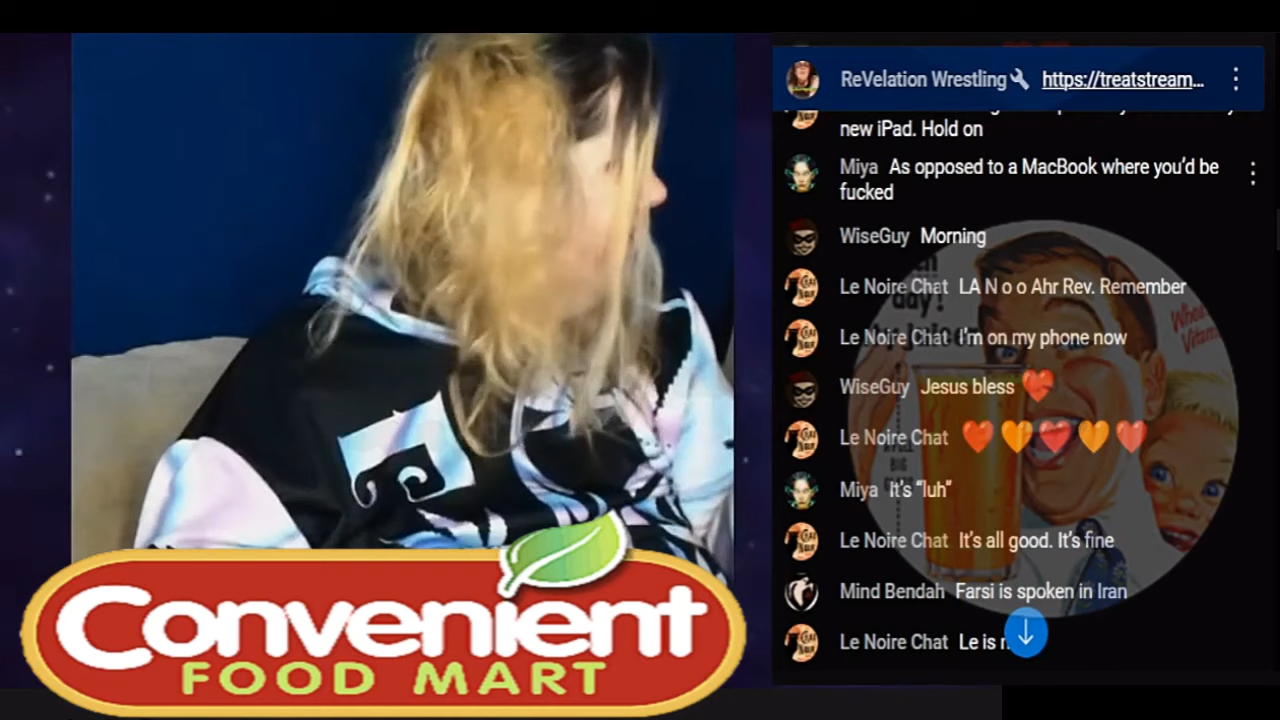 ReVelation Wrestling https://treatstream...
new iPad. Hold on
Miya As opposed to a MacBook where you'd be
fucked
WiseGuy Morning
Le Noire Chat LA N o o Ahr Rev. Remember
Le Noire Chat I'm on my phone now
WiseGuy Jesus bless ❤️
Le Noire Chat ❤️🧡❤️🧡❤️
Miya It's "luh"
Le Noire Chat It's all good. It's fine
Mind Bendah Farsi is spoken in Iran
Le Noire Chat Le is
Convenient
FOOD MART